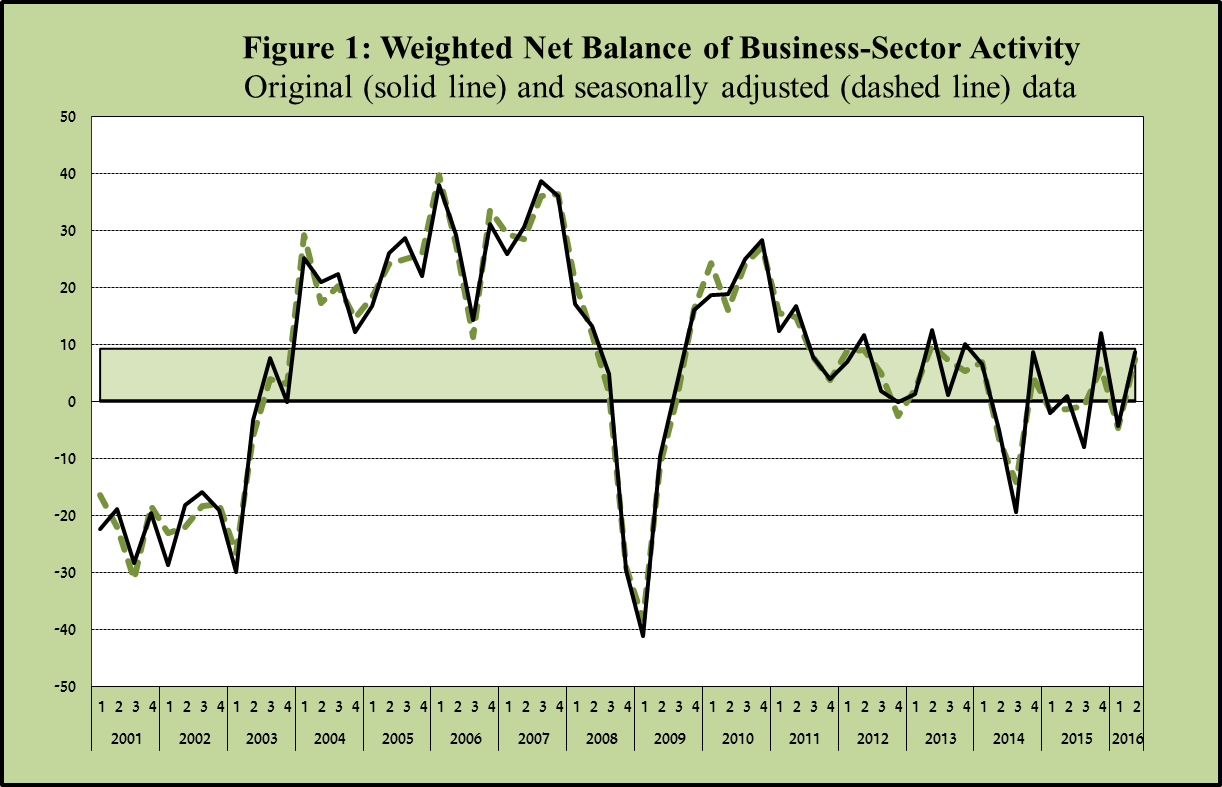 Figure 1: Weighted Net Balance of Business-Sector Activity
Original (solid line) and seasonally adjusted (dashed line) data
50
40
30
20
10
0
-10
-20
-30
-40
-50
1 2 3 4 1 2 3 4 1 2 3 4 1 2 3 4 1 2 3 4 1 2 3 4 1 2 3 4 1 2 3 4 1 2 3 4 1 2 3 4 1 2 3 4 1 2 3 4 1 2 3 4 1 2 3 4 1 2 3 4 1 2
2001 2002 2003 2004 2005 2006 2007 2008 2009 2010 2011 2012 2013 2014 2015 2016